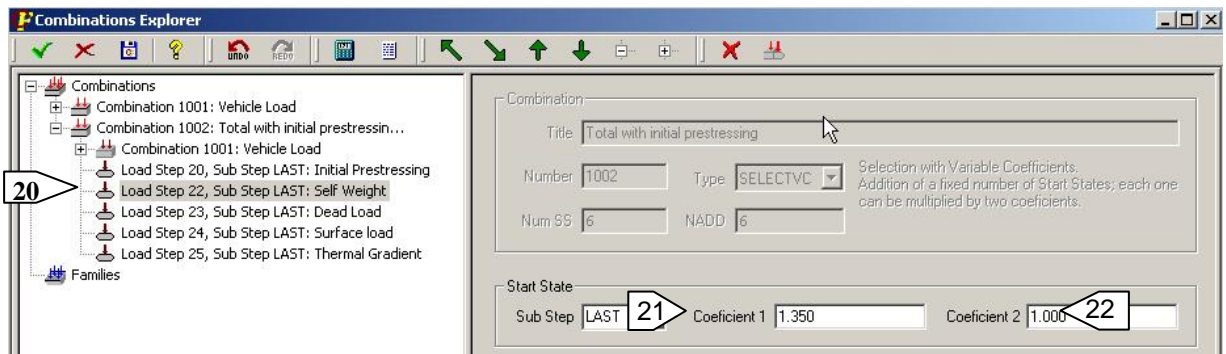 Combinations Explorer
UNDO REDO
Combinations
Combination 1001: Vehicle Load
Combination 1002: Total with initial prestressin...
Combination 1001: Vehicle Load
Load Step 20, Sub Step LAST: Initial Prestressing
20
Load Step 22, Sub Step LAST: Self Weight
Load Step 23, Sub Step LAST: Dead Load
Load Step 24, Sub Step LAST: Surface load
Load Step 25, Sub Step LAST: Thermal Gradient
Families
Combination
Title Total with initial prestressing
Number 1002 Type SELECTVC
Selection with Variable Coefficients.
Addition of a fixed number of Start States; each one
can be multiplied by two coeficients.
Num SS 6 NADD 6
Start State
Sub Step LAST 21 Coeficient 1 1.350 Coeficient 2 1.000 22